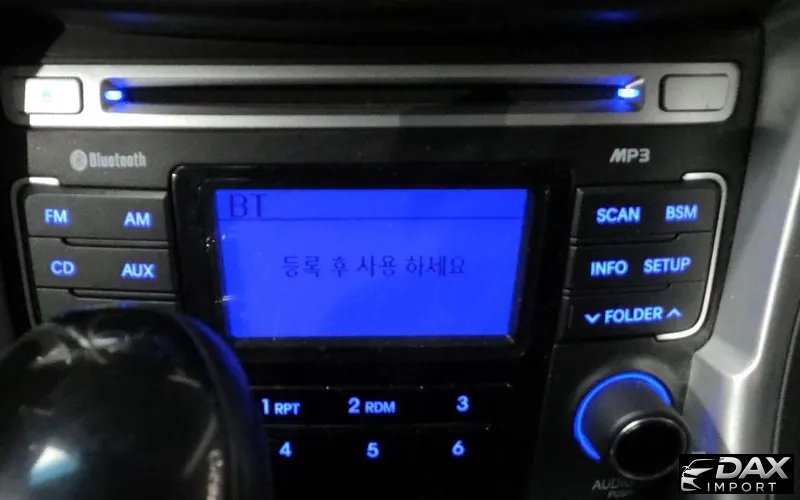 Bluetooth
MP3
FM AM
CD AUX
BT
등록 후 사용 하세요
SCAN BSM
INFO SETUP
FOLDER
1 RPT 2 RDM 3
4 5 6
AUDIO
DAX
IMPORT